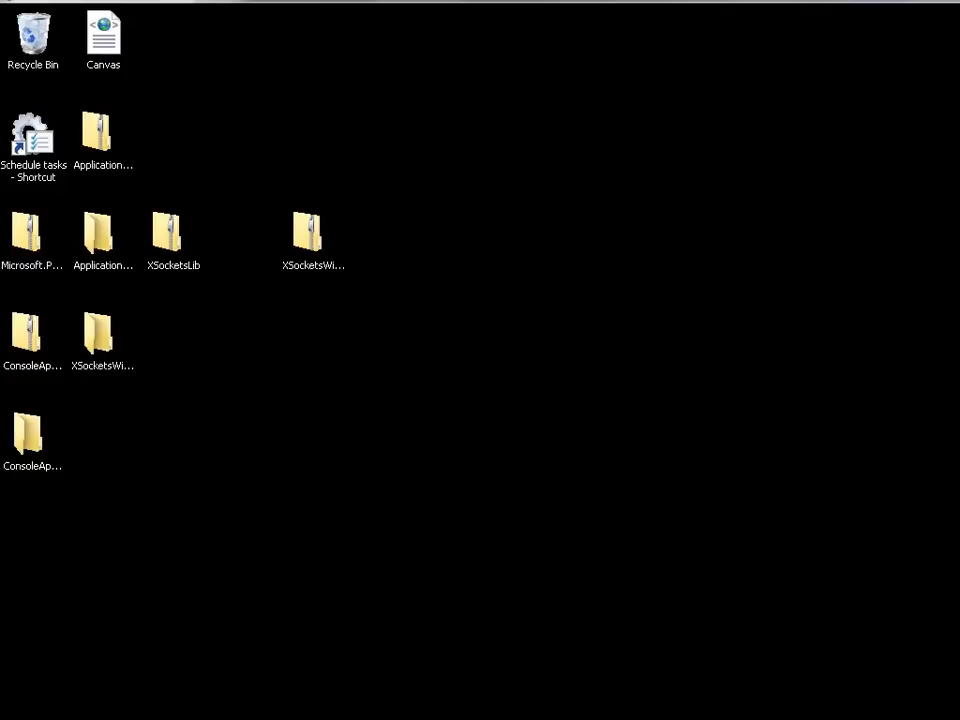 Recycle Bin
Canvas
Schedule tasks
- Shortcut
Application...
Microsoft.P...
Application...
XSocketsLib
XSocketsWi...
ConsoleAp...
XSocketsWi...
ConsoleAp...